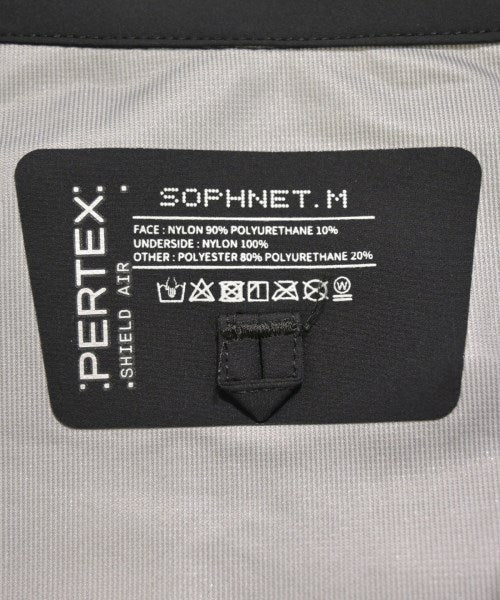 SOPHNET. M
FACE : NYLON 90% POLYURETHANE 10%
UNDERSIDE : NYLON 100%
OTHER : POLYESTER 80% POLYURETHANE 20%
W
PERTEX
SHIELD AIR